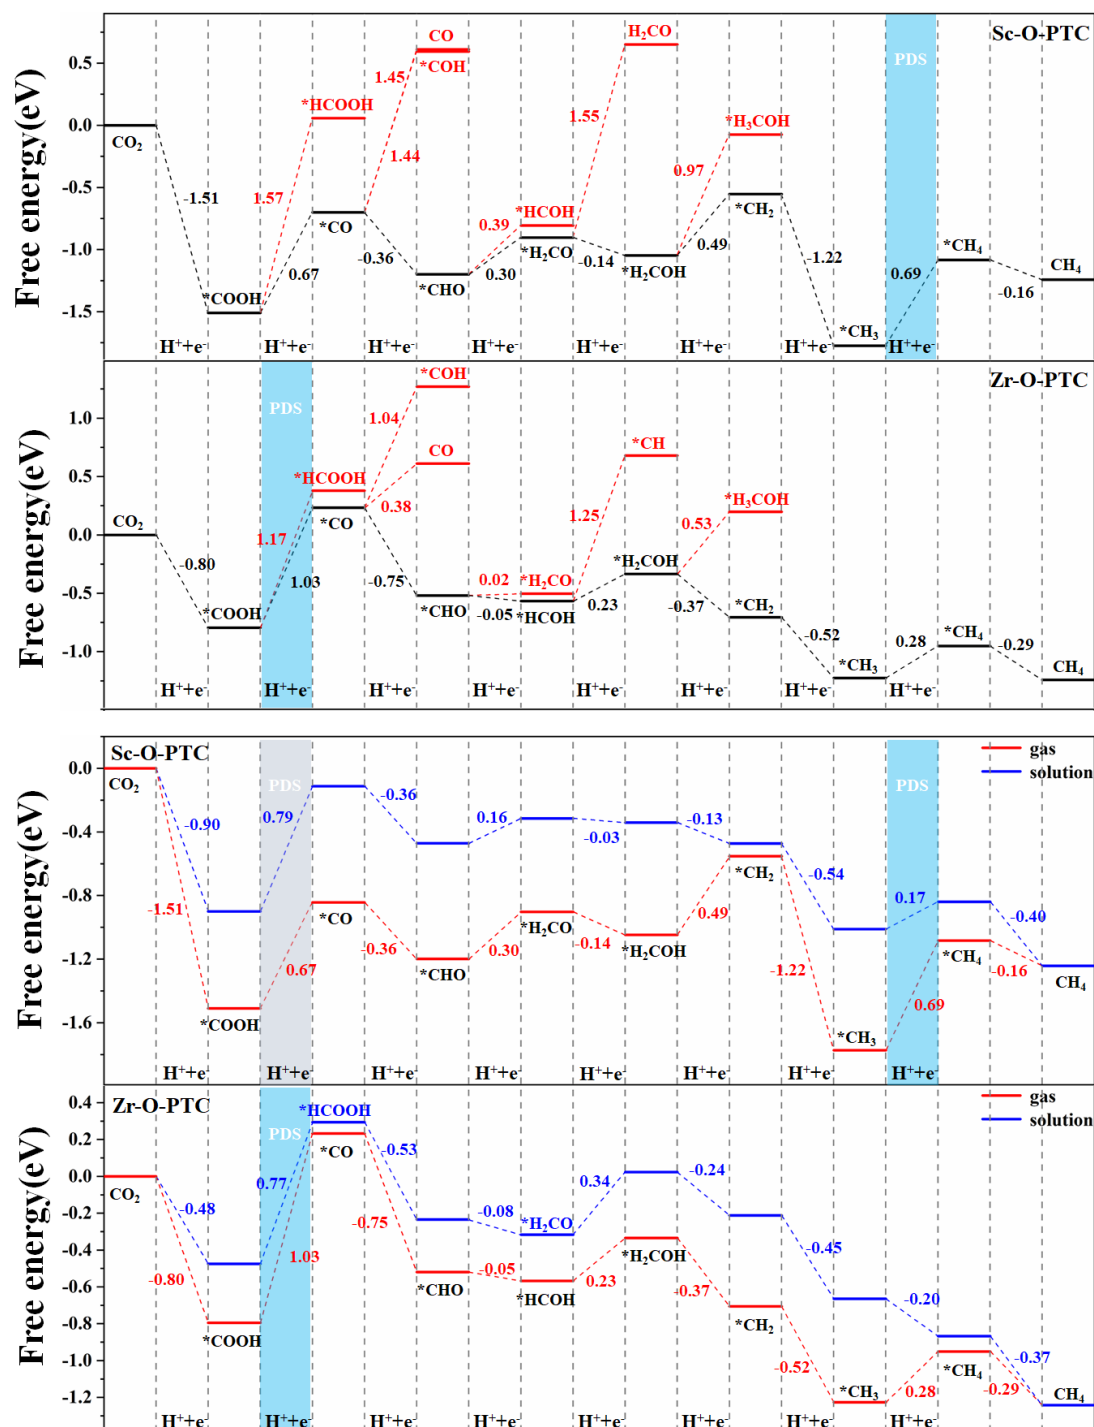 Sc-O-PTC
Free energy(eV)
0.5
0.0
-0.5
-1.0
-1.5
CO₂
-1.51
*COOH
1.57
0.67
*HCOOH
*CO
1.45
1.44
-0.36
CO
*COH
*CHO
0.39
0.30
*HCOH
*H₂CO
1.55
-0.14
H₂CO
*H₂COH
0.97
0.49
*H₃COH
*CH₂
-1.22
*CH₃
PDS
0.69
*CH₄
-0.16
CH₄
H⁺+e⁻ H⁺+e⁻ H⁺+e⁻ H⁺+e⁻ H⁺+e⁻ H⁺+e⁻ H⁺+e⁻ H⁺+e⁻
Zr-O-PTC
Free energy(eV)
1.0
0.5
0.0
-0.5
-1.0
CO₂
-0.80
*COOH
PDS
1.17
1.03
*HCOOH
*CO
1.04
0.38
-0.75
*COH
CO
*CHO
0.02
-0.05
*H₂CO
*HCOH
1.25
0.23
*CH
*H₂COH
0.53
-0.37
*H₃COH
*CH₂
-0.52
*CH₃
0.28
*CH₄
-0.29
CH₄
H⁺+e⁻ H⁺+e⁻ H⁺+e⁻ H⁺+e⁻ H⁺+e⁻ H⁺+e⁻ H⁺+e⁻ H⁺+e⁻
Sc-O-PTC
gas
solution
Free energy(eV)
0.0
-0.4
-0.8
-1.2
-1.6
CO₂
-0.90
-1.51
*COOH
PDS
0.79
0.67
*CO
-0.36
-0.36
*CHO
0.16
0.30
*H₂CO
-0.03
-0.14
*H₂COH
-0.13
0.49
*CH₂
-0.54
-1.22
*CH₃
PDS
0.17
0.69
*CH₄
-0.40
-0.16
CH₄
H⁺+e⁻ H⁺+e⁻ H⁺+e⁻ H⁺+e⁻ H⁺+e⁻ H⁺+e⁻ H⁺+e⁻ H⁺+e⁻
Zr-O-PTC
gas
solution
Free energy(eV)
0.4
0.2
0.0
-0.2
-0.4
-0.6
-0.8
-1.0
-1.2
CO₂
-0.48
-0.80
*COOH
PDS
0.77
1.03
*HCOOH
*CO
-0.53
-0.75
*CHO
-0.08
-0.05
*H₂CO
*HCOH
0.34
0.23
*H₂COH
-0.24
-0.37
*CH₂
-0.45
-0.52
*CH₃
-0.20
0.28
*CH₄
-0.37
-0.29
CH₄
H⁺+e⁻ H⁺+e⁻ H⁺+e⁻ H⁺+e⁻ H⁺+e⁻ H⁺+e⁻ H⁺+e⁻ H⁺+e⁻